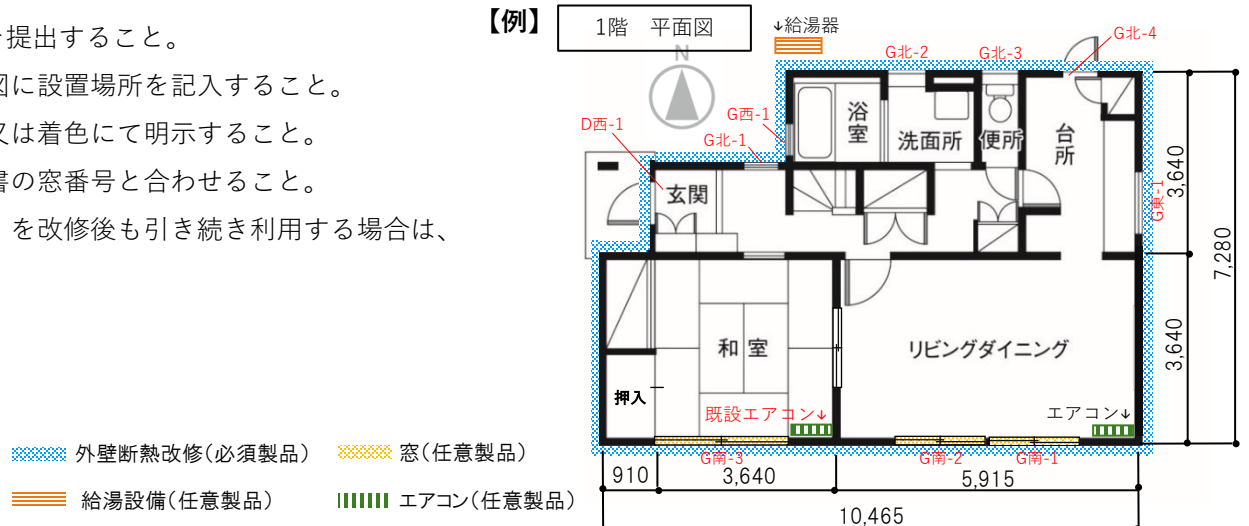 を提出すること。
図に設置場所を記入すること。
又は着色にて明示すること。
書の窓番号と合わせること。
）を改修後も引き続き利用する場合は、
【例】
1階 平面図
↓給湯器
N
G北-2
G北-3
G北-4
D西-1
G西-1
G北-1
浴室
洗面所
便所
台所
玄関
G東-1
3,640
7,280
3,640
和室
リビングダイニング
押入
既設エアコン↓
エアコン↓
G南-3
G南-2
G南-1
910
3,640
5,915
10,465
外壁断熱改修(必須製品)
窓(任意製品)
給湯設備(任意製品)
エアコン(任意製品)